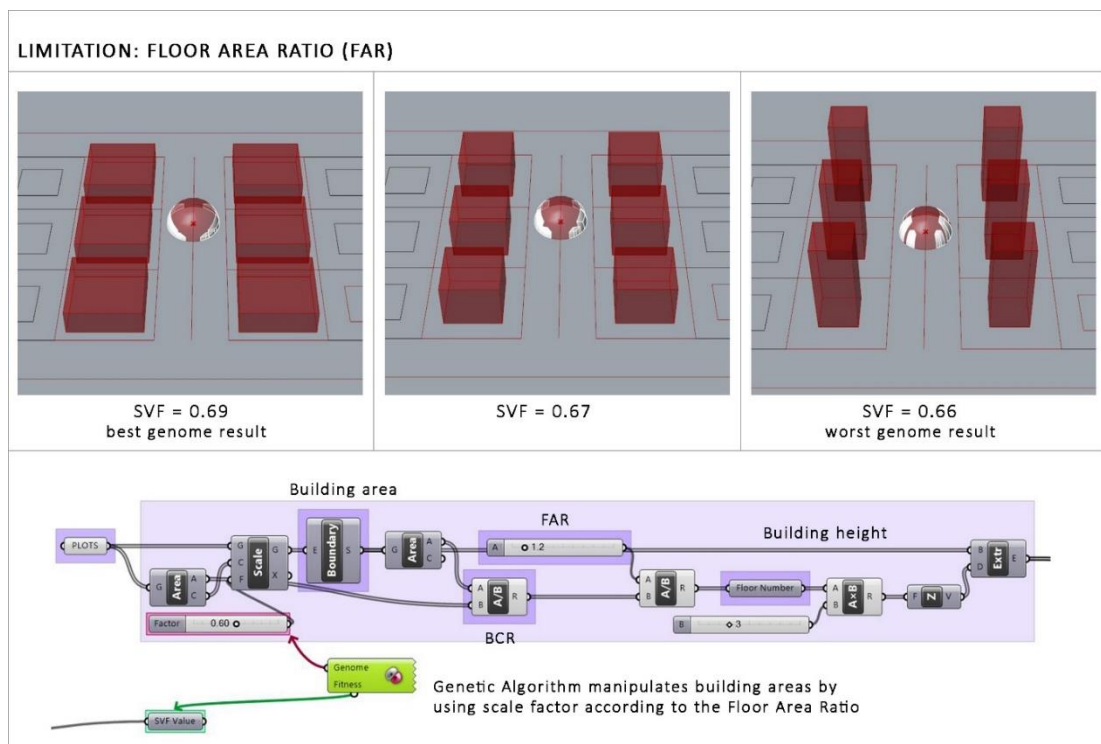 LIMITATION: FLOOR AREA RATIO (FAR)
SVF = 0.69
best genome result
SVF = 0.67
SVF = 0.66
worst genome result
Building area
FAR
Building height
PLOTS
G
C
F
Scale
G
X
E
Boundary
S
G
Area
A
C
A
1.2
B
D
Extr
E
G
Area
A
C
A
B
A/B
R
A
B
A/B
R
Floor Number
A
B
A×B
R
F
Z
V
Factor
0.60
BCR
B
3
Genome
Fitness
Genetic Algorithm manipulates building areas by
using scale factor according to the Floor Area Ratio
SVF Value